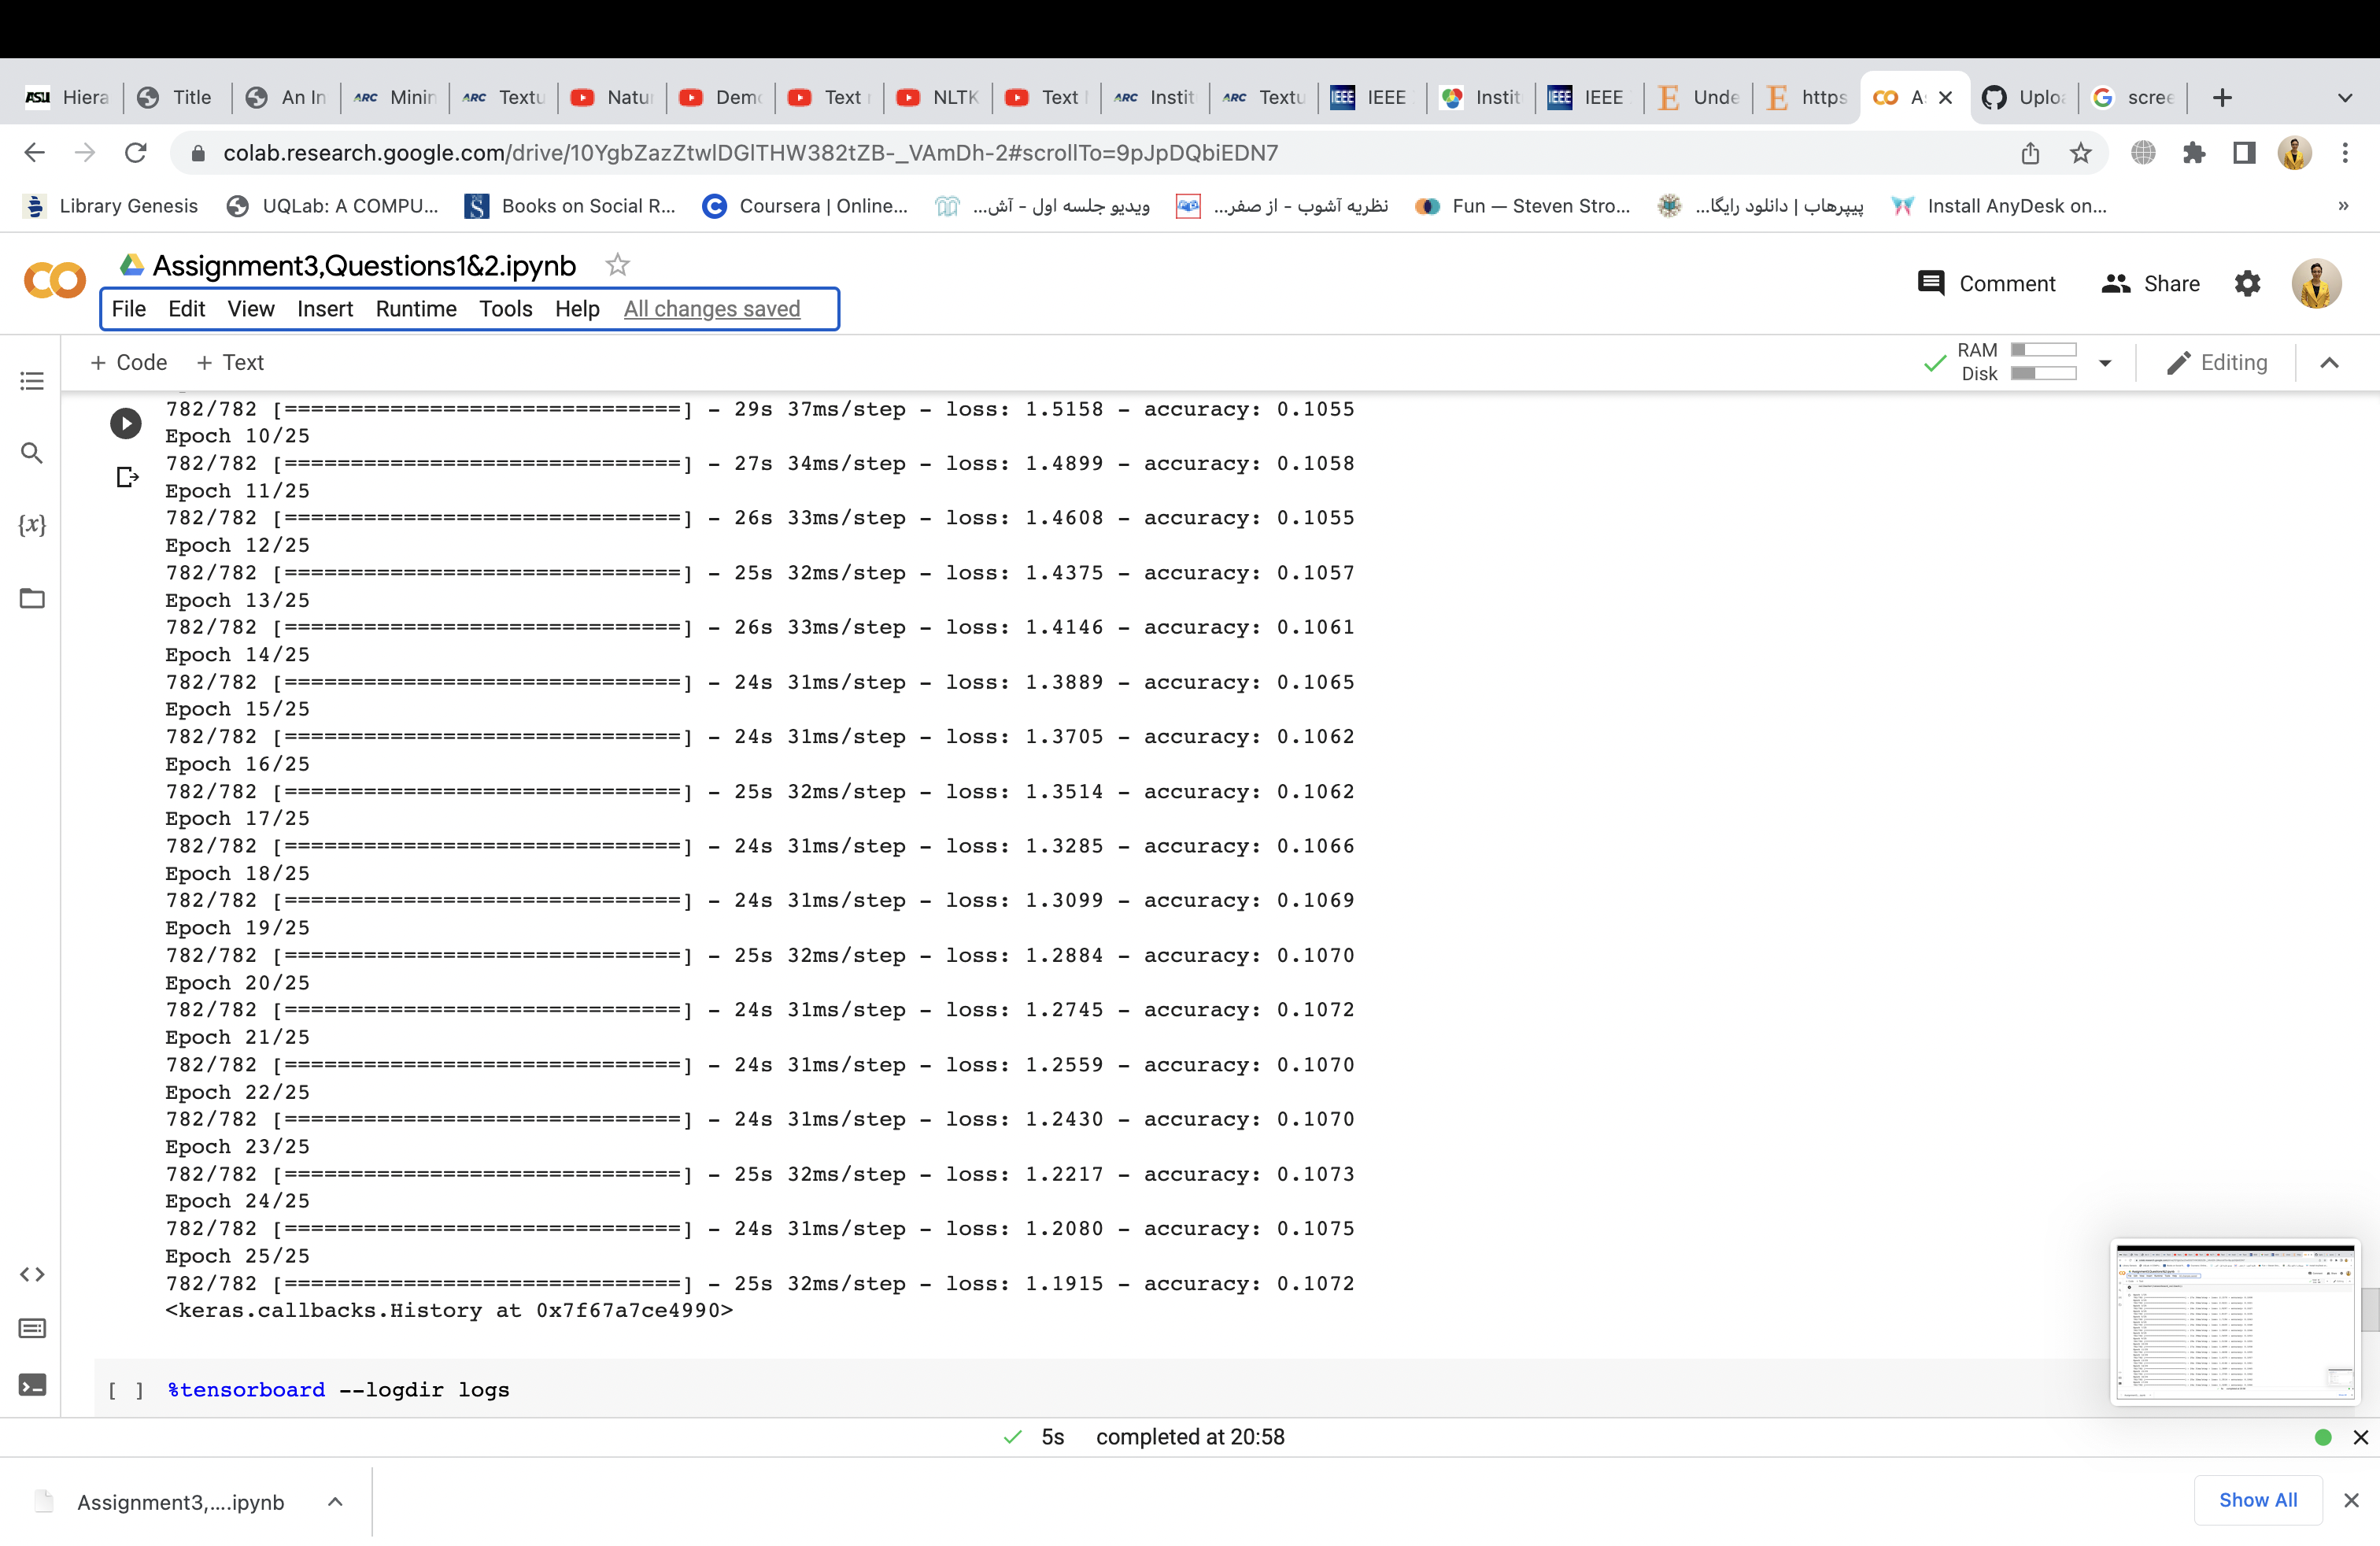 Hiera Title An In Minin Textu Natu Demo Text NLTK Text Instit Textu IEEE Instit IEEE Unde https A Uploa scree
colab.research.google.com/drive/10YgbZazZtwlDGlTHW382tZB-_VAmDh-2#scrollTo=9pJpDQbiEDN7
Library Genesis UQLab: A COMPU... Books on Social R... Coursera | Online... ویدیو جلسه اول - آش... نظریه آشوب - از صفر... پیپرهاب | دانلود رایگا... Fun — Steven Stro... Install AnyDesk on... »
Assignment3,Questions1&2.ipynb
Comment Share
File Edit View Insert Runtime Tools Help All changes saved
+ Code + Text
RAM
Disk
Editing
782/782 [==============================] - 29s 37ms/step - loss: 1.5158 - accuracy: 0.1055
Epoch 10/25
782/782 [==============================] - 27s 34ms/step - loss: 1.4899 - accuracy: 0.1058
Epoch 11/25
782/782 [==============================] - 26s 33ms/step - loss: 1.4608 - accuracy: 0.1055
Epoch 12/25
782/782 [==============================] - 25s 32ms/step - loss: 1.4375 - accuracy: 0.1057
Epoch 13/25
782/782 [==============================] - 26s 33ms/step - loss: 1.4146 - accuracy: 0.1061
Epoch 14/25
782/782 [==============================] - 24s 31ms/step - loss: 1.3889 - accuracy: 0.1065
Epoch 15/25
782/782 [==============================] - 24s 31ms/step - loss: 1.3705 - accuracy: 0.1062
Epoch 16/25
782/782 [==============================] - 25s 32ms/step - loss: 1.3514 - accuracy: 0.1062
Epoch 17/25
782/782 [==============================] - 24s 31ms/step - loss: 1.3285 - accuracy: 0.1066
Epoch 18/25
782/782 [==============================] - 24s 31ms/step - loss: 1.3099 - accuracy: 0.1069
Epoch 19/25
782/782 [==============================] - 25s 32ms/step - loss: 1.2884 - accuracy: 0.1070
Epoch 20/25
782/782 [==============================] - 24s 31ms/step - loss: 1.2745 - accuracy: 0.1072
Epoch 21/25
782/782 [==============================] - 24s 31ms/step - loss: 1.2559 - accuracy: 0.1070
Epoch 22/25
782/782 [==============================] - 24s 31ms/step - loss: 1.2430 - accuracy: 0.1070
Epoch 23/25
782/782 [==============================] - 25s 32ms/step - loss: 1.2217 - accuracy: 0.1073
Epoch 24/25
782/782 [==============================] - 24s 31ms/step - loss: 1.2080 - accuracy: 0.1075
Epoch 25/25
782/782 [==============================] - 25s 32ms/step - loss: 1.1915 - accuracy: 0.1072
<keras.callbacks.History at 0x7f67a7ce4990>
[ ] %tensorboard --logdir logs
5s completed at 20:58
Assignment3,....ipynb
Show All